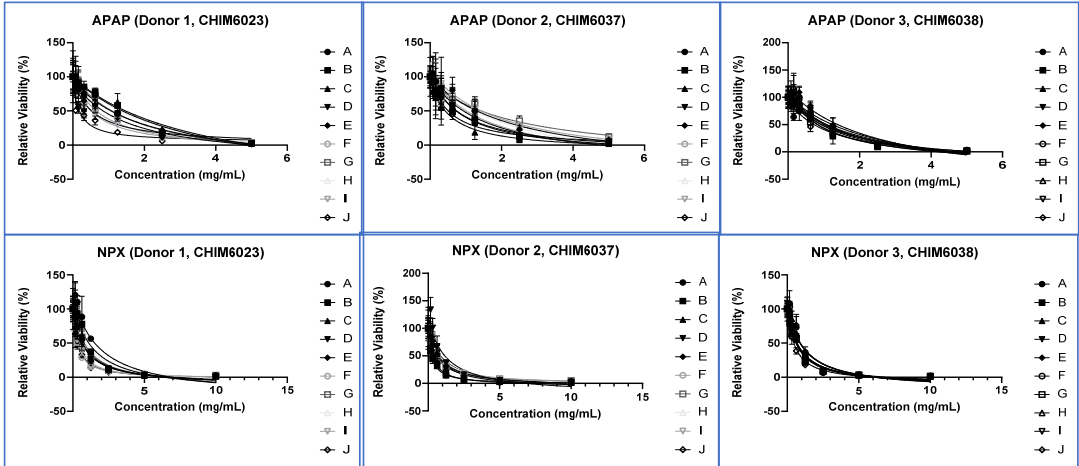 APAP (Donor 1, CHIM6023)
Relative Viability (%)
150
100
50
0
-50
2
4
6
Concentration (mg/mL)
A
B
C
D
E
F
G
H
I
J
APAP (Donor 2, CHIM6037)
Relative Viability (%)
150
100
50
0
-50
2
4
6
Concentration (mg/mL)
A
B
C
D
E
F
G
H
I
J
APAP (Donor 3, CHIM6038)
Relative Viability (%)
200
150
100
50
0
-50
2
4
6
Concentration (mg/mL)
A
B
C
D
E
F
G
H
I
J
NPX (Donor 1, CHIM6023)
Relative Viability (%)
150
100
50
0
-50
5
10
15
Concentration (mg/mL)
A
B
C
D
E
F
G
H
I
J
NPX (Donor 2, CHIM6037)
Relative Viability (%)
200
150
100
50
0
-50
5
10
15
Concentration (mg/mL)
A
B
C
D
E
F
G
H
I
J
NPX (Donor 3, CHIM6038)
Relative Viability (%)
150
100
50
0
-50
5
10
15
Concentration (mg/mL)
A
B
C
D
E
F
G
H
I
J